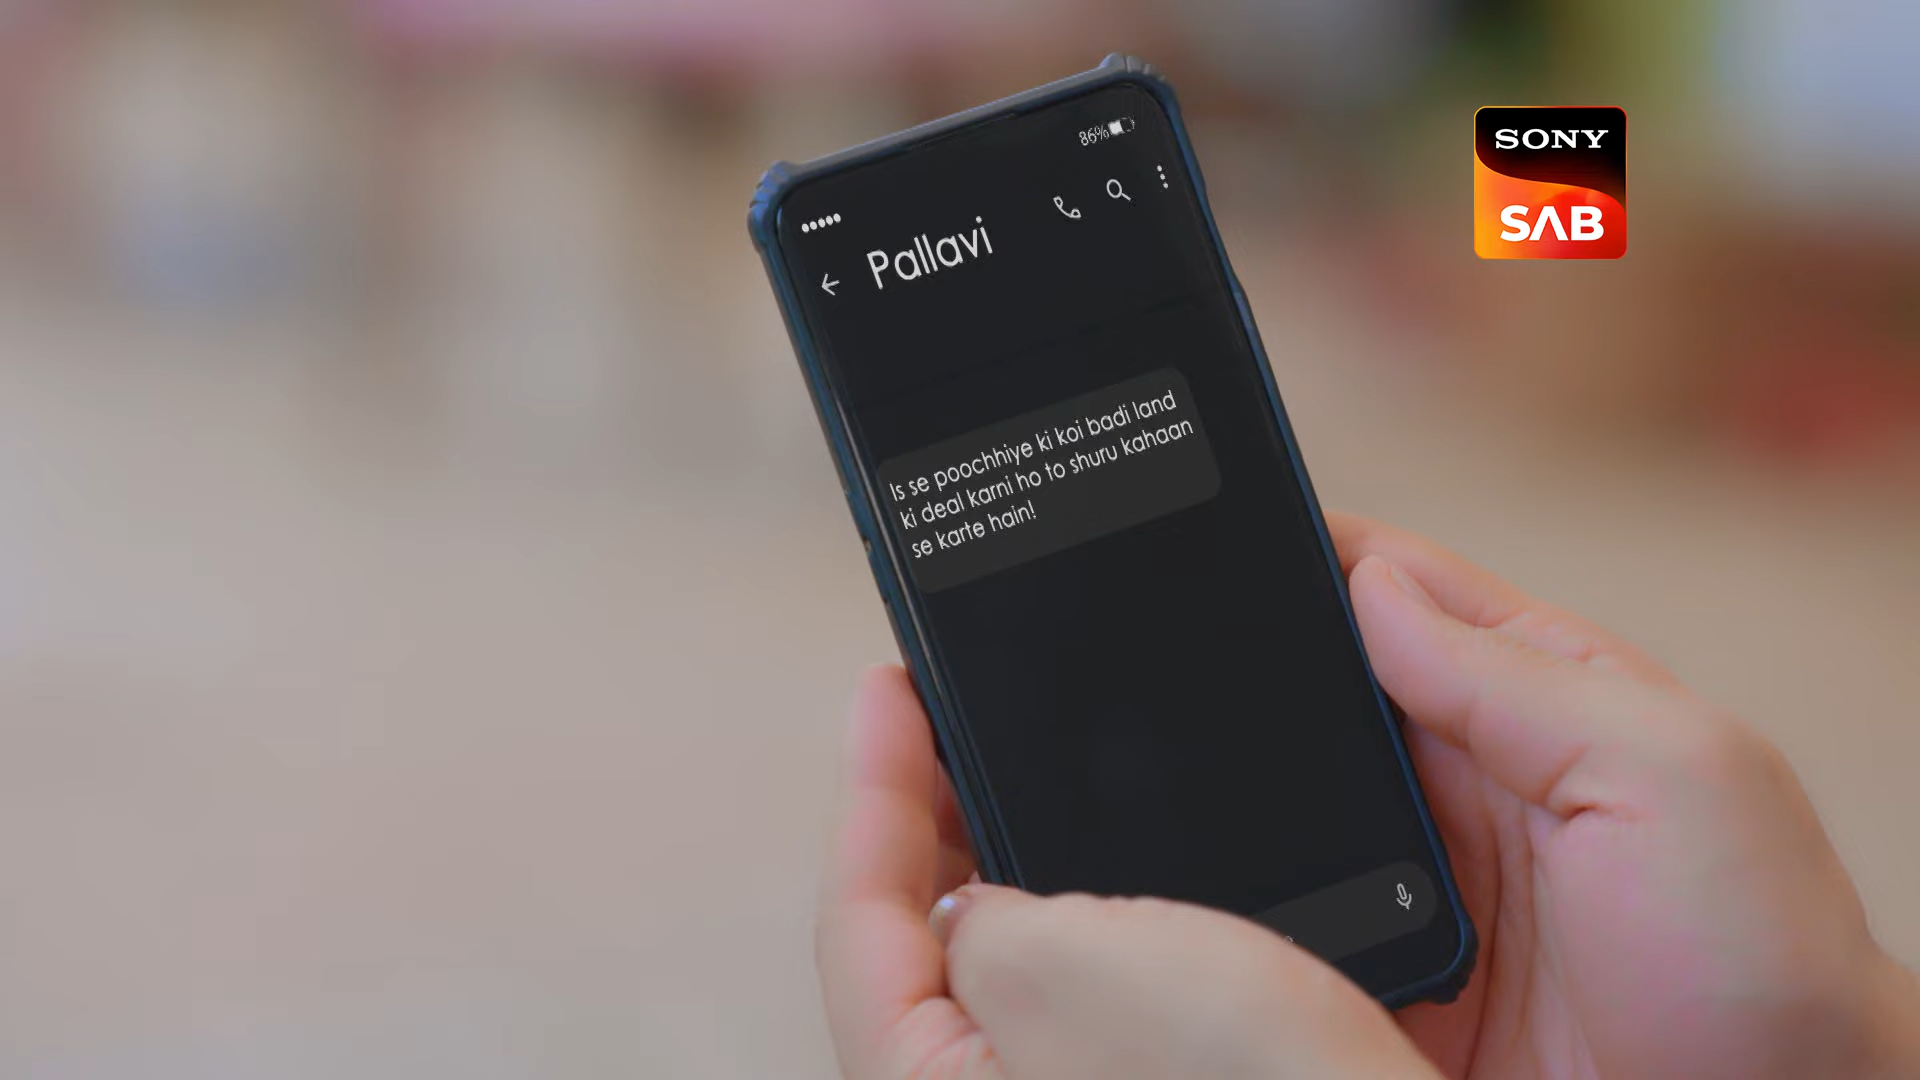 86%
Pallavi
Is se poochhiye ki koi badi land
ki deal karni ho to shuru kahaan
se karte hain!
SONY
SAB